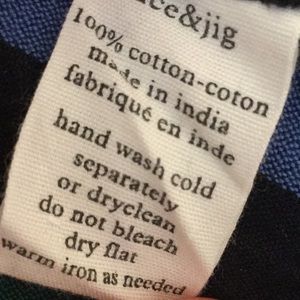 ace&jig
100% cotton-coton
made in india
fabriqué en inde
hand wash cold
separately
or dryclean
do not bleach
dry flat
warm iron as needed